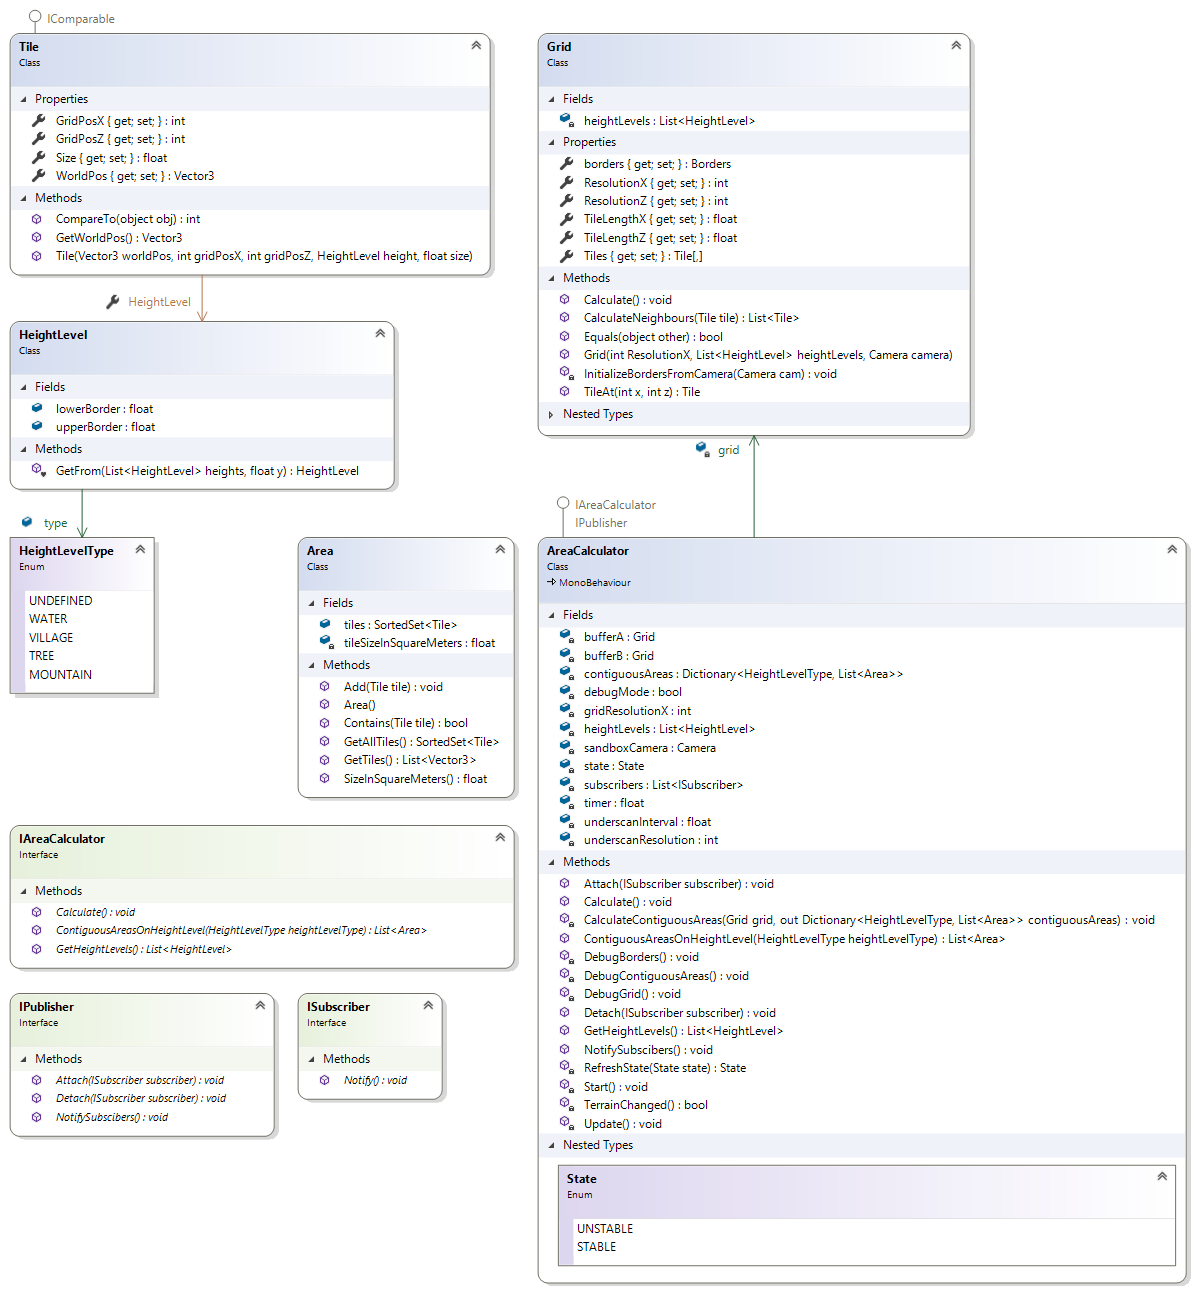 IComparable
Tile
Class
Properties
GridPosX { get; set; } : int
GridPosZ { get; set; } : int
Size { get; set; } : float
WorldPos { get; set; } : Vector3
Methods
CompareTo(object obj) : int
GetWorldPos() : Vector3
Tile(Vector3 worldPos, int gridPosX, int gridPosZ, HeightLevel height, float size)
HeightLevel
HeightLevel
Class
Fields
lowerBorder : float
upperBorder : float
Methods
GetFrom(List<HeightLevel> heights, float y) : HeightLevel
type
HeightLevelType
Enum
UNDEFINED
WATER
VILLAGE
TREE
MOUNTAIN
Area
Class
Fields
tiles : SortedSet<Tile>
tileSizeInSquareMeters : float
Methods
Add(Tile tile) : void
Area()
Contains(Tile tile) : bool
GetAllTiles() : SortedSet<Tile>
GetTiles() : List<Vector3>
SizeInSquareMeters() : float
IAreaCalculator
Interface
Methods
Calculate() : void
ContiguousAreasOnHeightLevel(HeightLevelType heightLevelType) : List<Area>
GetHeightLevels() : List<HeightLevel>
IPublisher
Interface
Methods
Attach(ISubscriber subscriber) : void
Detach(ISubscriber subscriber) : void
NotifySubscibers() : void
ISubscriber
Interface
Methods
Notify() : void
Grid
Class
Fields
heightLevels : List<HeightLevel>
Properties
borders { get; set; } : Borders
ResolutionX { get; set; } : int
ResolutionZ { get; set; } : int
TileLengthX { get; set; } : float
TileLengthZ { get; set; } : float
Tiles { get; set; } : Tile[,]
Methods
Calculate() : void
CalculateNeighbours(Tile tile) : List<Tile>
Equals(object other) : bool
Grid(int ResolutionX, List<HeightLevel> heightLevels, Camera camera)
InitializeBordersFromCamera(Camera cam) : void
TileAt(int x, int z) : Tile
Nested Types
grid
IAreaCalculator
IPublisher
AreaCalculator
Class
MonoBehaviour
Fields
bufferA : Grid
bufferB : Grid
contiguousAreas : Dictionary<HeightLevelType, List<Area>>
debugMode : bool
gridResolutionX : int
heightLevels : List<HeightLevel>
sandboxCamera : Camera
state : State
subscribers : List<ISubscriber>
timer : float
underscanInterval : float
underscanResolution : int
Methods
Attach(ISubscriber subscriber) : void
Calculate() : void
CalculateContiguousAreas(Grid grid, out Dictionary<HeightLevelType, List<Area>> contiguousAreas) : void
ContiguousAreasOnHeightLevel(HeightLevelType heightLevelType) : List<Area>
DebugBorders() : void
DebugContiguousAreas() : void
DebugGrid() : void
Detach(ISubscriber subscriber) : void
GetHeightLevels() : List<HeightLevel>
NotifySubscibers() : void
RefreshState(State state) : State
Start() : void
TerrainChanged() : bool
Update() : void
Nested Types
State
Enum
UNSTABLE
STABLE